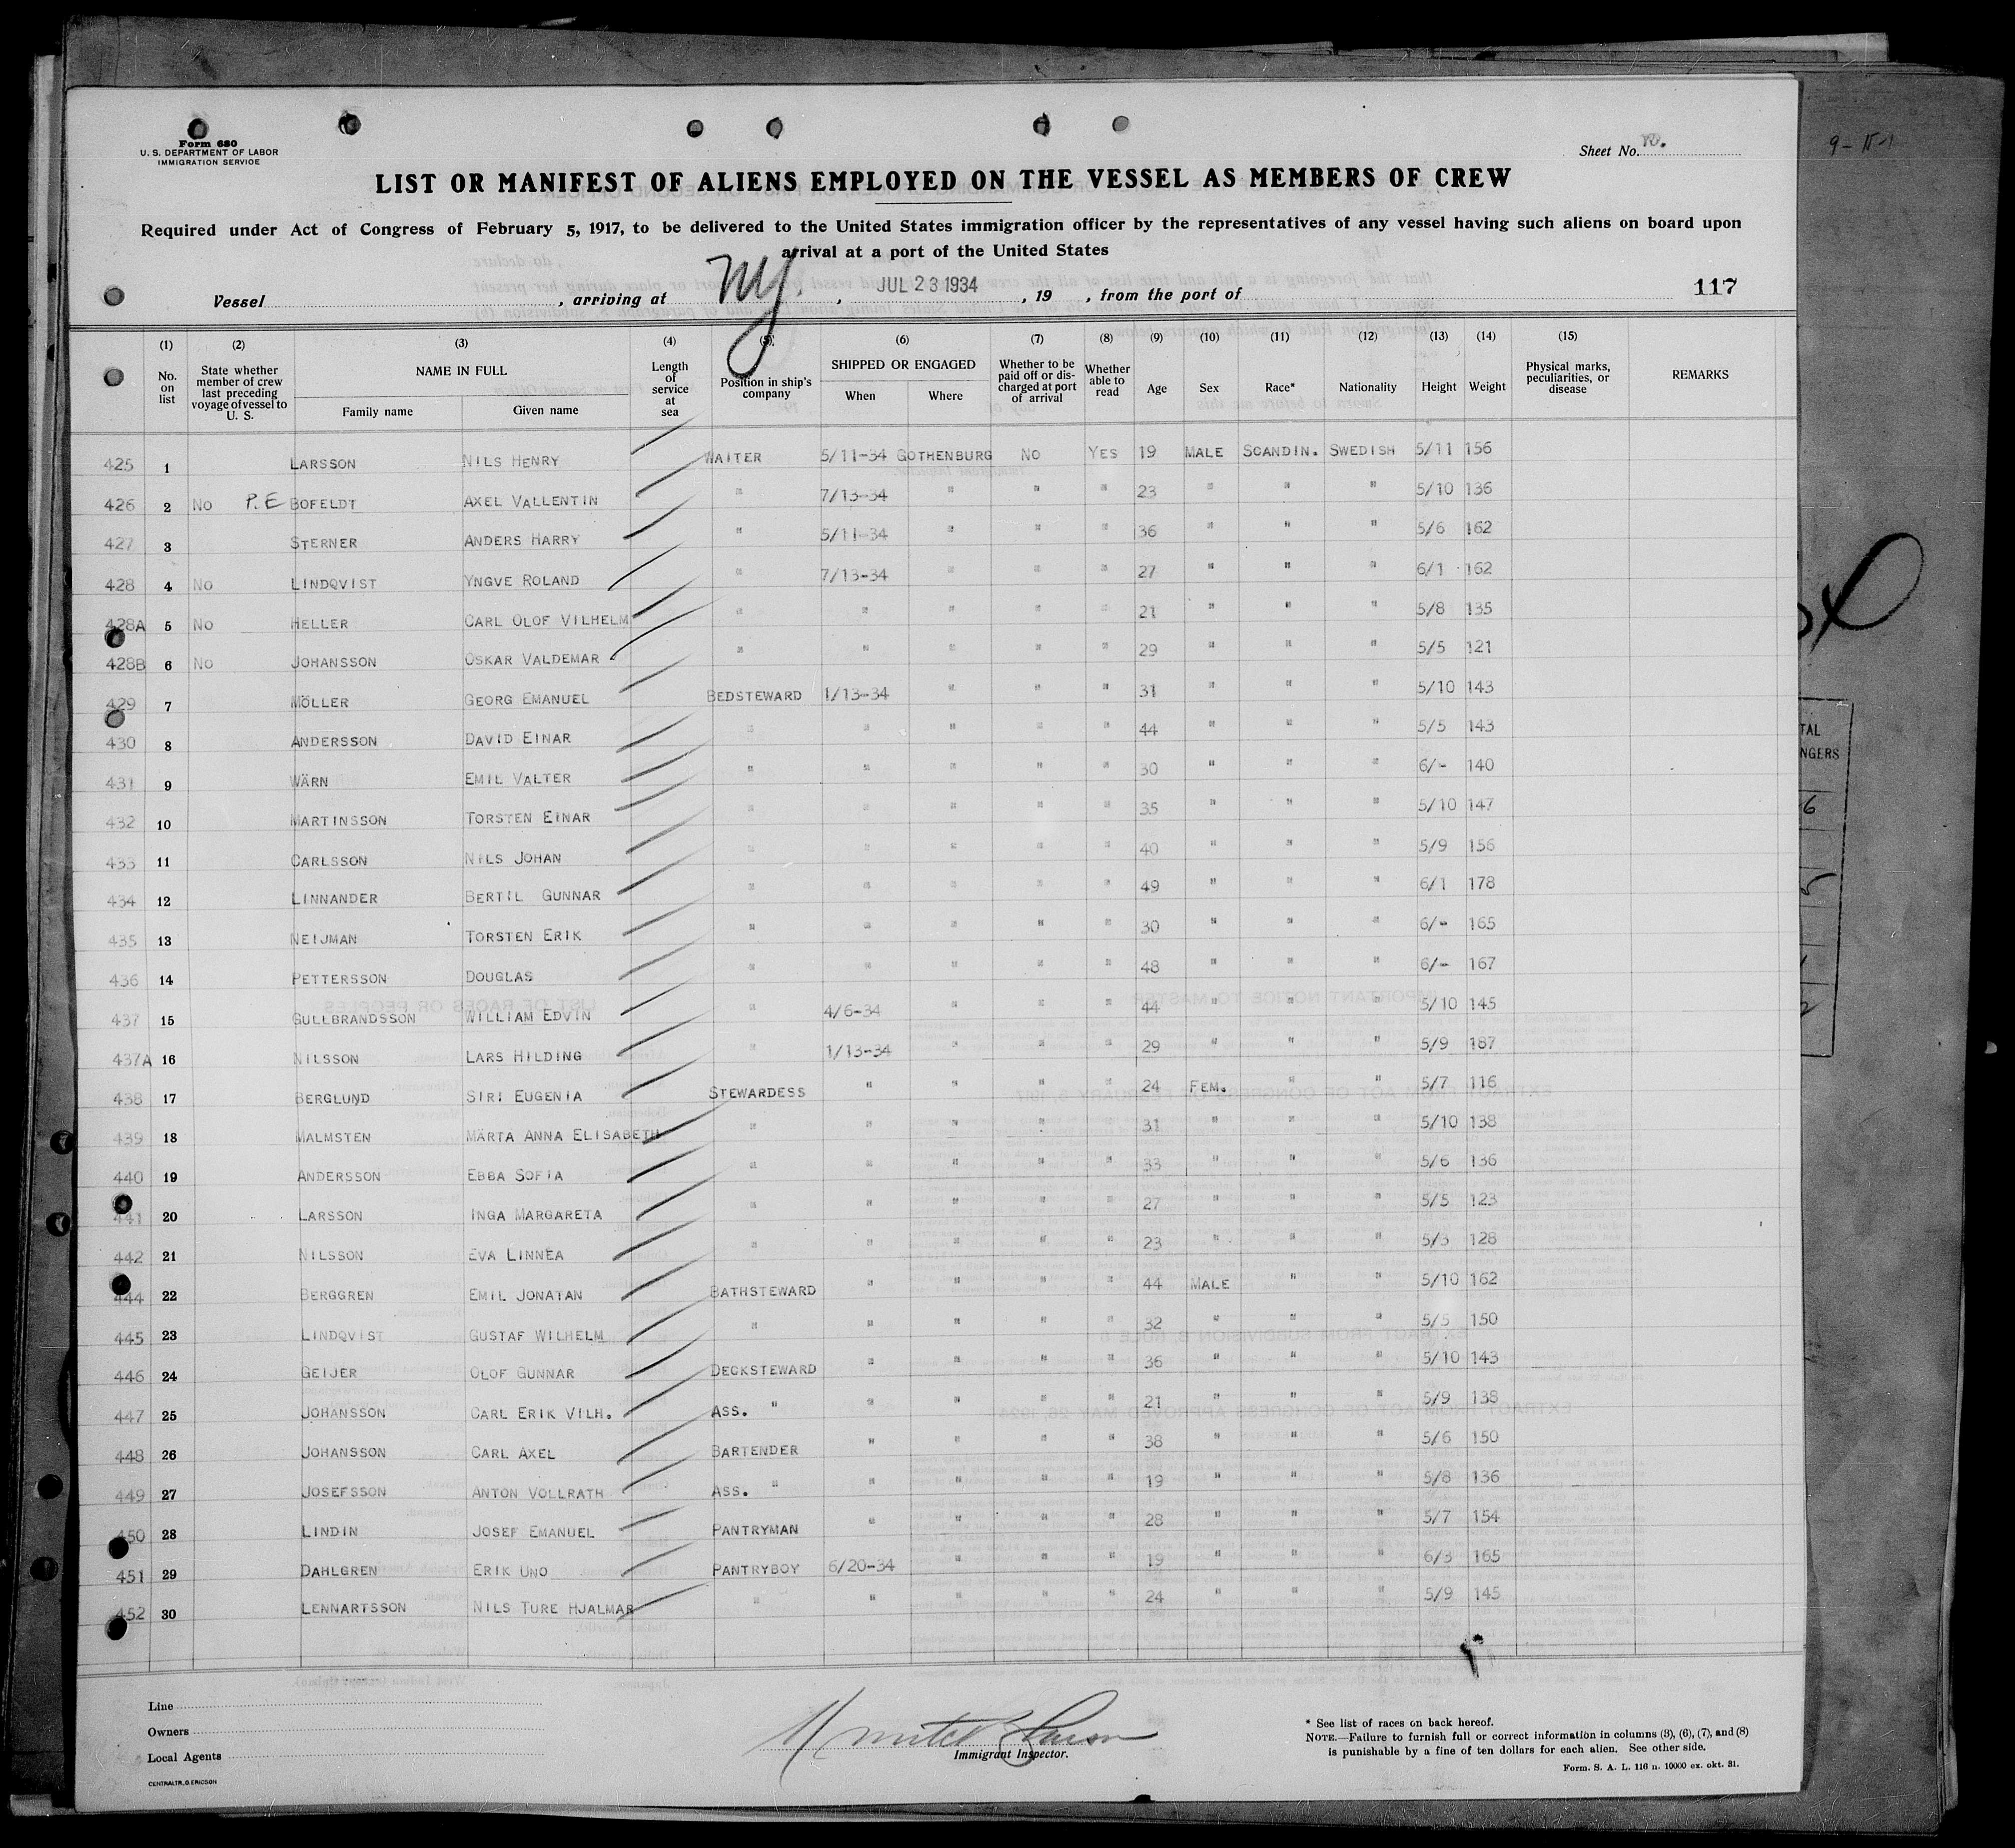 Form 680
U. S. DEPARTMENT OF LABOR
IMMIGRATION SERVICE
Sheet No.
LIST OR MANIFEST OF ALIENS EMPLOYED ON THE VESSEL AS MEMBERS OF CREW
Required under Act of Congress of February 5, 1917, to be delivered to the United States immigration officer by the representatives of any vessel having such aliens on board upon
arrival at a port of the United States
Vessel , arriving at NY. , JUL 23 1934 , 19 , from the port of 117
(1) (2) (3) (4) (5) (6) (7) (8) (9) (10) (11) (12) (13) (14) (15)
No. on list State whether member of crew last preceding voyage of vessel to U. S. NAME IN FULL Family name Given name Length of service at sea Position in ship's company SHIPPED OR ENGAGED When Where Whether to be paid off or discharged at port of arrival Whether able to read Age Sex Race* Nationality Height Weight Physical marks, peculiarities, or disease REMARKS
425 1 LARSSON NILS HENRY WAITER 5/11-34 GOTHENBURG NO YES 19 MALE SCANDIN. SWEDISH 5/11 156
426 2 NO P.E BOFELDT AXEL VALLENTIN " 7/13-34 " " " 23 " " " 5/10 136
427 3 STERNER ANDERS HARRY " 5/11-34 " " " 36 " " " 5/6 162
428 4 NO LINDQVIST YNGVE ROLAND " 7/13-34 " " " 27 " " " 6/1 162
428A 5 NO HELLER CARL OLOF VILHELM " " " " " 21 " " " 5/8 135
428B 6 NO JOHANSSON OSKAR VALDEMAR " " " " " 29 " " " 5/5 121
429 7 MÖLLER GEORG EMANUEL BEDSTEWARD 1/13-34 " " " 31 " " " 5/10 143
430 8 ANDERSSON DAVID EINAR " " " " " 44 " " " 5/5 143
431 9 WÄRN EMIL VALTER " " " " " 30 " " " 6/- 140
432 10 MARTINSSON TORSTEN EINAR " " " " " 35 " " " 5/10 147
433 11 CARLSSON NILS JOHAN " " " " " 40 " " " 5/9 156
434 12 LINNANDER BERTIL GUNNAR " " " " " 49 " " " 6/1 178
435 13 NEIJMAN TORSTEN ERIK " " " " " 30 " " " 6/- 165
436 14 PETTERSSON DOUGLAS " " " " " 48 " " " 6/- 167
437 15 GULLBRANDSSON WILLIAM EDVIN " 4/6-34 " " " 44 " " " 5/10 145
437A 16 NILSSON LARS HILDING " 1/13-34 " " " 29 " " " 5/9 187
438 17 BERGLUND SIRI EUGENIA STEWARDESS " " " " 24 FEM. " " 5/7 116
439 18 MALMSTEN MÄRTA ANNA ELISABETH " " " " " 31 " " " 5/10 138
440 19 ANDERSSON EBBA SOFIA " " " " " 33 " " " 5/6 136
441 20 LARSSON INGA MARGARETA " " " " " 27 " " " 5/5 123
442 21 NILSSON EVA LINNEA " " " " " 23 " " " 5/3 128
444 22 BERGGREN EMIL JONATAN BATHSTEWARD " " " " 44 MALE " " 5/10 162
445 23 LINDQVIST GUSTAF WILHELM " " " " " 32 " " " 5/5 150
446 24 GEIJER OLOF GUNNAR DECKSTEWARD " " " " 36 " " " 5/10 143
447 25 JOHANSSON CARL ERIK VILH. ASS. " " " " " 21 " " " 5/9 138
448 26 JOHANSSON CARL AXEL BARTENDER " " " " 38 " " " 5/6 150
449 27 JOSEFSSON ANTON VOLLRATH ASS. " " " " " 19 " " " 5/8 136
450 28 LINDIN JOSEF EMANUEL PANTRYMAN " " " " 28 " " " 5/7 154
451 29 DAHLGREN ERIK UNO PANTRYBOY 6/20-34 " " " 19 " " " 6/3 165
452 30 LENNARTSSON NILS TURE HJALMAR " " " " " 24 " " " 5/9 145
Line
Owners
Local Agents
CENTRALTR. G. ERICSON
Immigrant Inspector.
* See list of races on back hereof.
NOTE.—Failure to furnish full or correct information in columns (3), (6), (7), and (8)
is punishable by a fine of ten dollars for each alien. See other side.
Form. S. A. L. 116 n. 10000 ex. okt. 31.